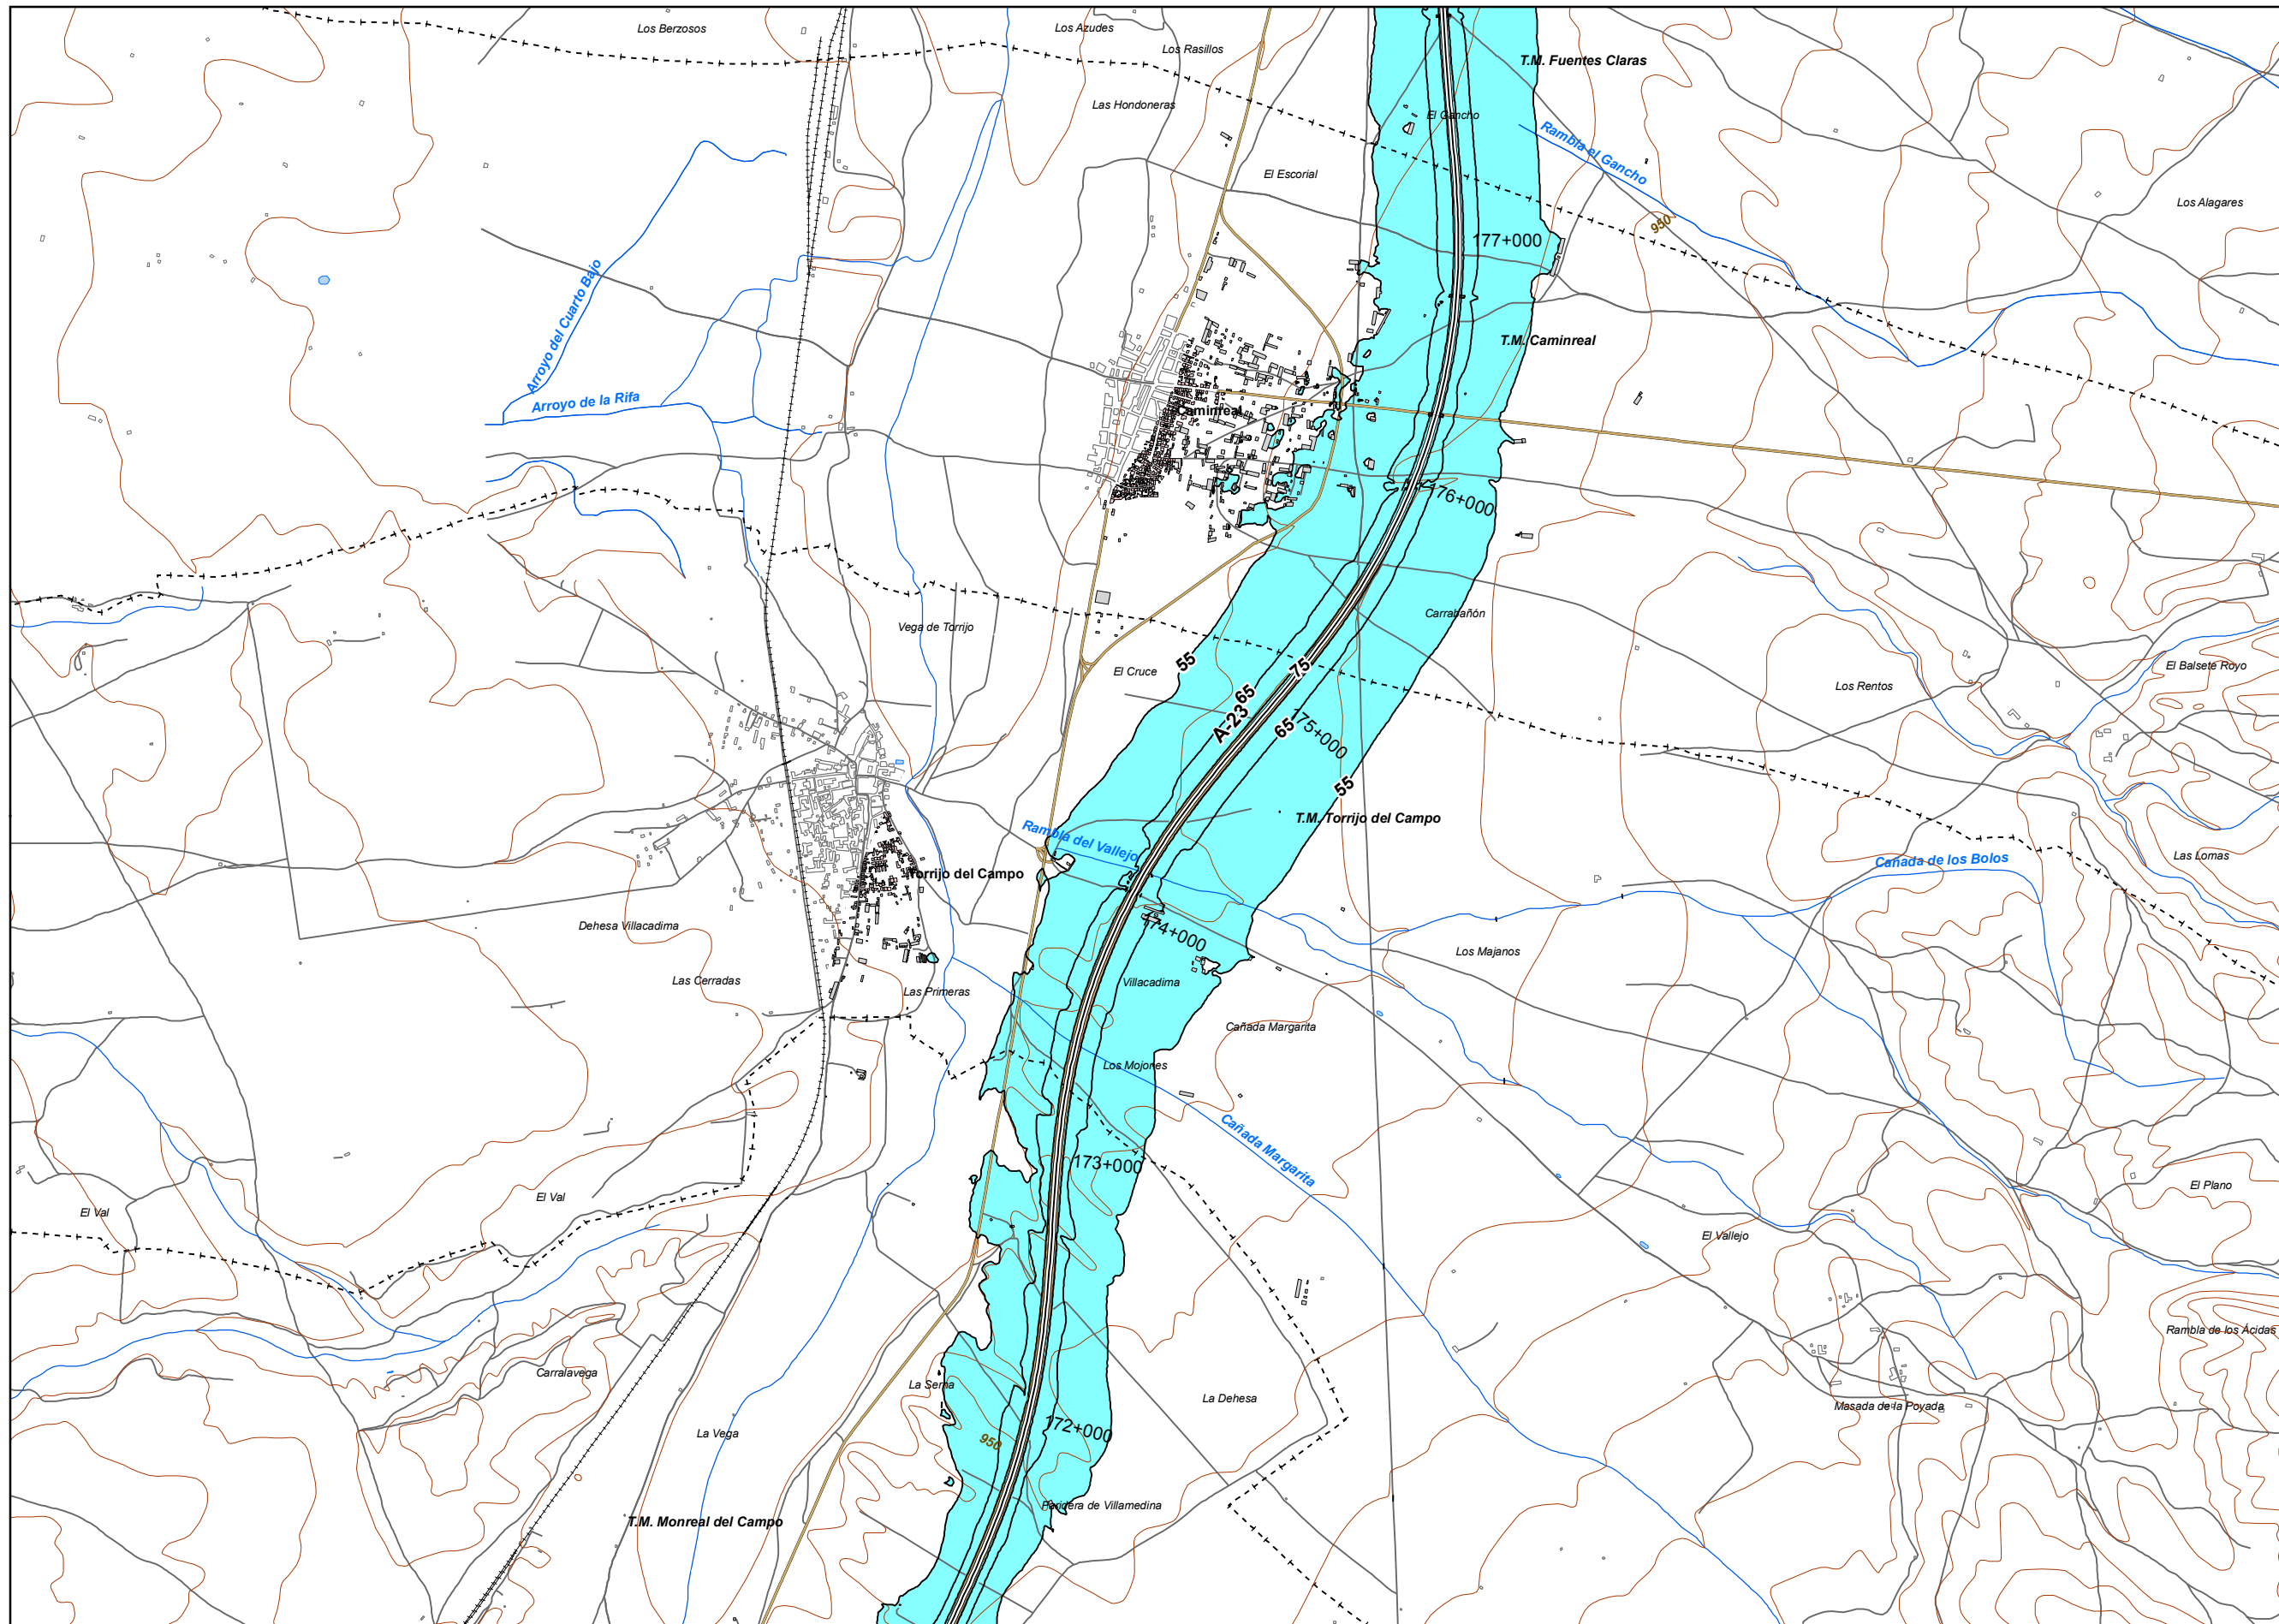 Los Berzosos
Los Azudes
Los Rasillos
T.M. Fuentes Claras
Las Hondoneras
El Gancho
Rambla el Gancho
El Escorial
Los Alagares
950
177+000
Arroyo del Cuarto Bajo
T.M. Caminreal
Arroyo de la Rifa
Caminreal
176+000
Carrabañón
Vega de Torrijo
El Cruce
55
75
El Balsete Royo
Los Rentos
65
A-23
65
175+000
55
T.M. Torrijo del Campo
Rambla del Vallejo
Las Lomas
Cañada de los Bolos
Torrijo del Campo
Dehesa Villacadima
174+000
Los Majanos
Las Cerradas
Villacadima
Las Primeras
Cañada Margarita
Los Mojones
Cañada Margarita
173+000
El Plano
El Val
El Val
El Vallejo
Rambla de los Ácidas
Carralavega
La Serna
La Dehesa
Masada de la Poyada
172+000
La Vega
950
Paridera de Villamedina
T.M. Monreal del Campo